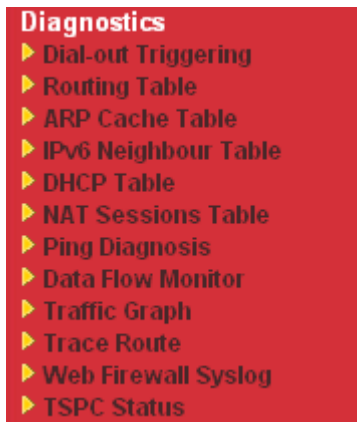 Diagnostics
Dial-out Triggering
Routing Table
ARP Cache Table
IPv6 Neighbour Table
DHCP Table
NAT Sessions Table
Ping Diagnosis
Data Flow Monitor
Traffic Graph
Trace Route
Web Firewall Syslog
TSPC Status